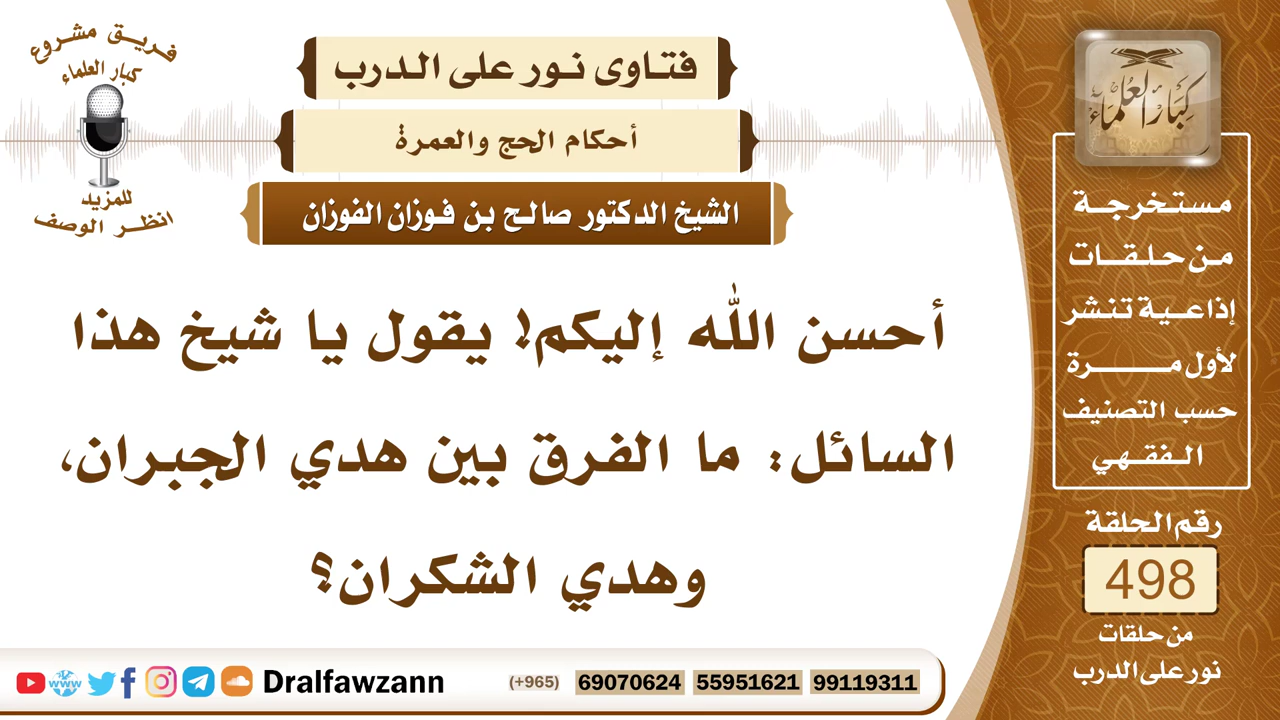 فريق مشروع
كبار العلماء
للمزيد
انظر الوصف
فتاوى نور على الدرب
أحكام الحج والعمرة
الشيخ الدكتور صالح بن فوزان الفوزان
أحسن الله إليكم! يقول يا شيخ هذا
السائل: ما الفرق بين هدي الجبران،
وهدي الشكران؟
كبار العلماء
مستخرجة
من حلقات
إذاعية تنشر
لأول مرة
حسب التصنيف
الفقهي
رقم الحلقة
498
من حلقات
نور على الدرب
www Dralfawzann (+965) 69070624 55951621 99119311